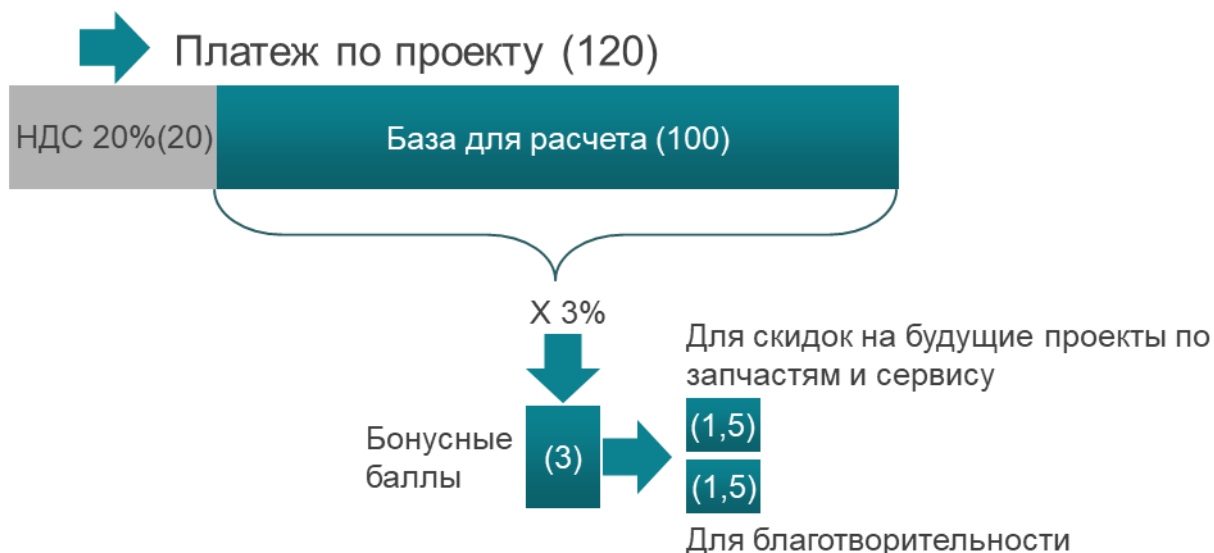 Платеж по проекту (120)
НДС 20%(20)
База для расчета (100)
X 3%
Для скидок на будущие проекты по
запчастям и сервису
Бонусные
баллы
(3)
(1,5)
(1,5)
Для благотворительности